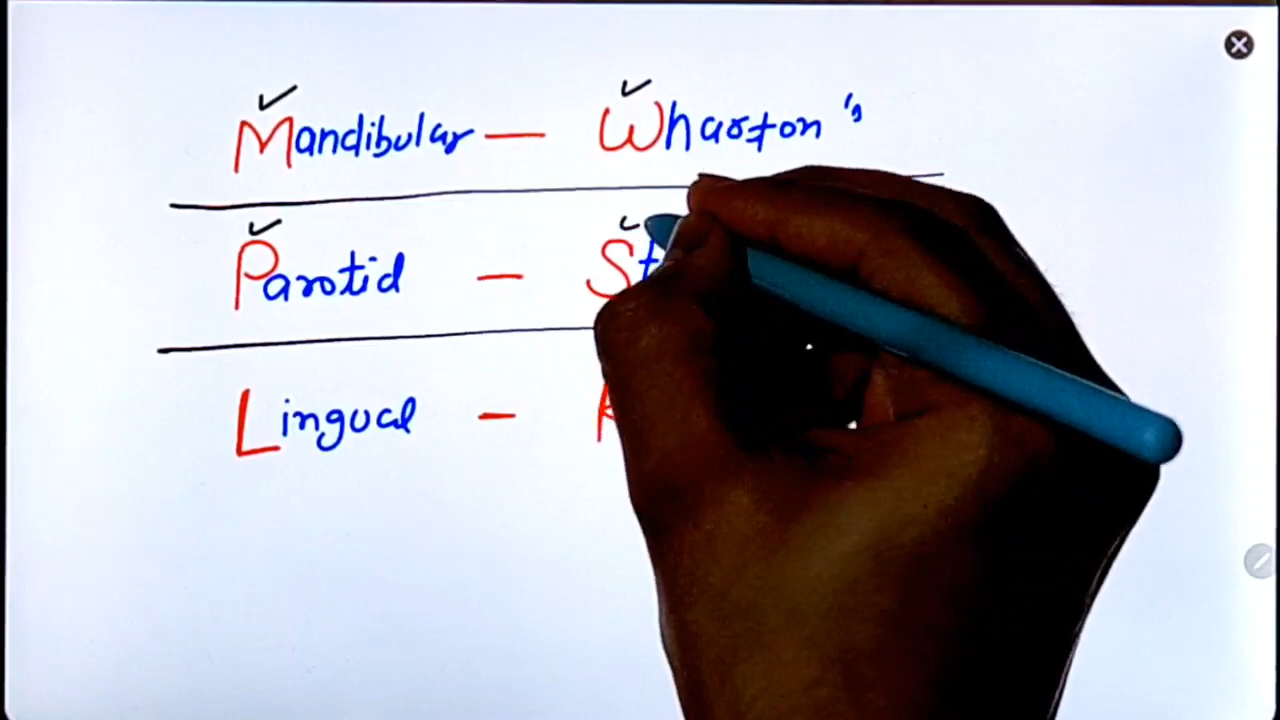 Mandibular — Wharton's
Parotid — St
Lingual —